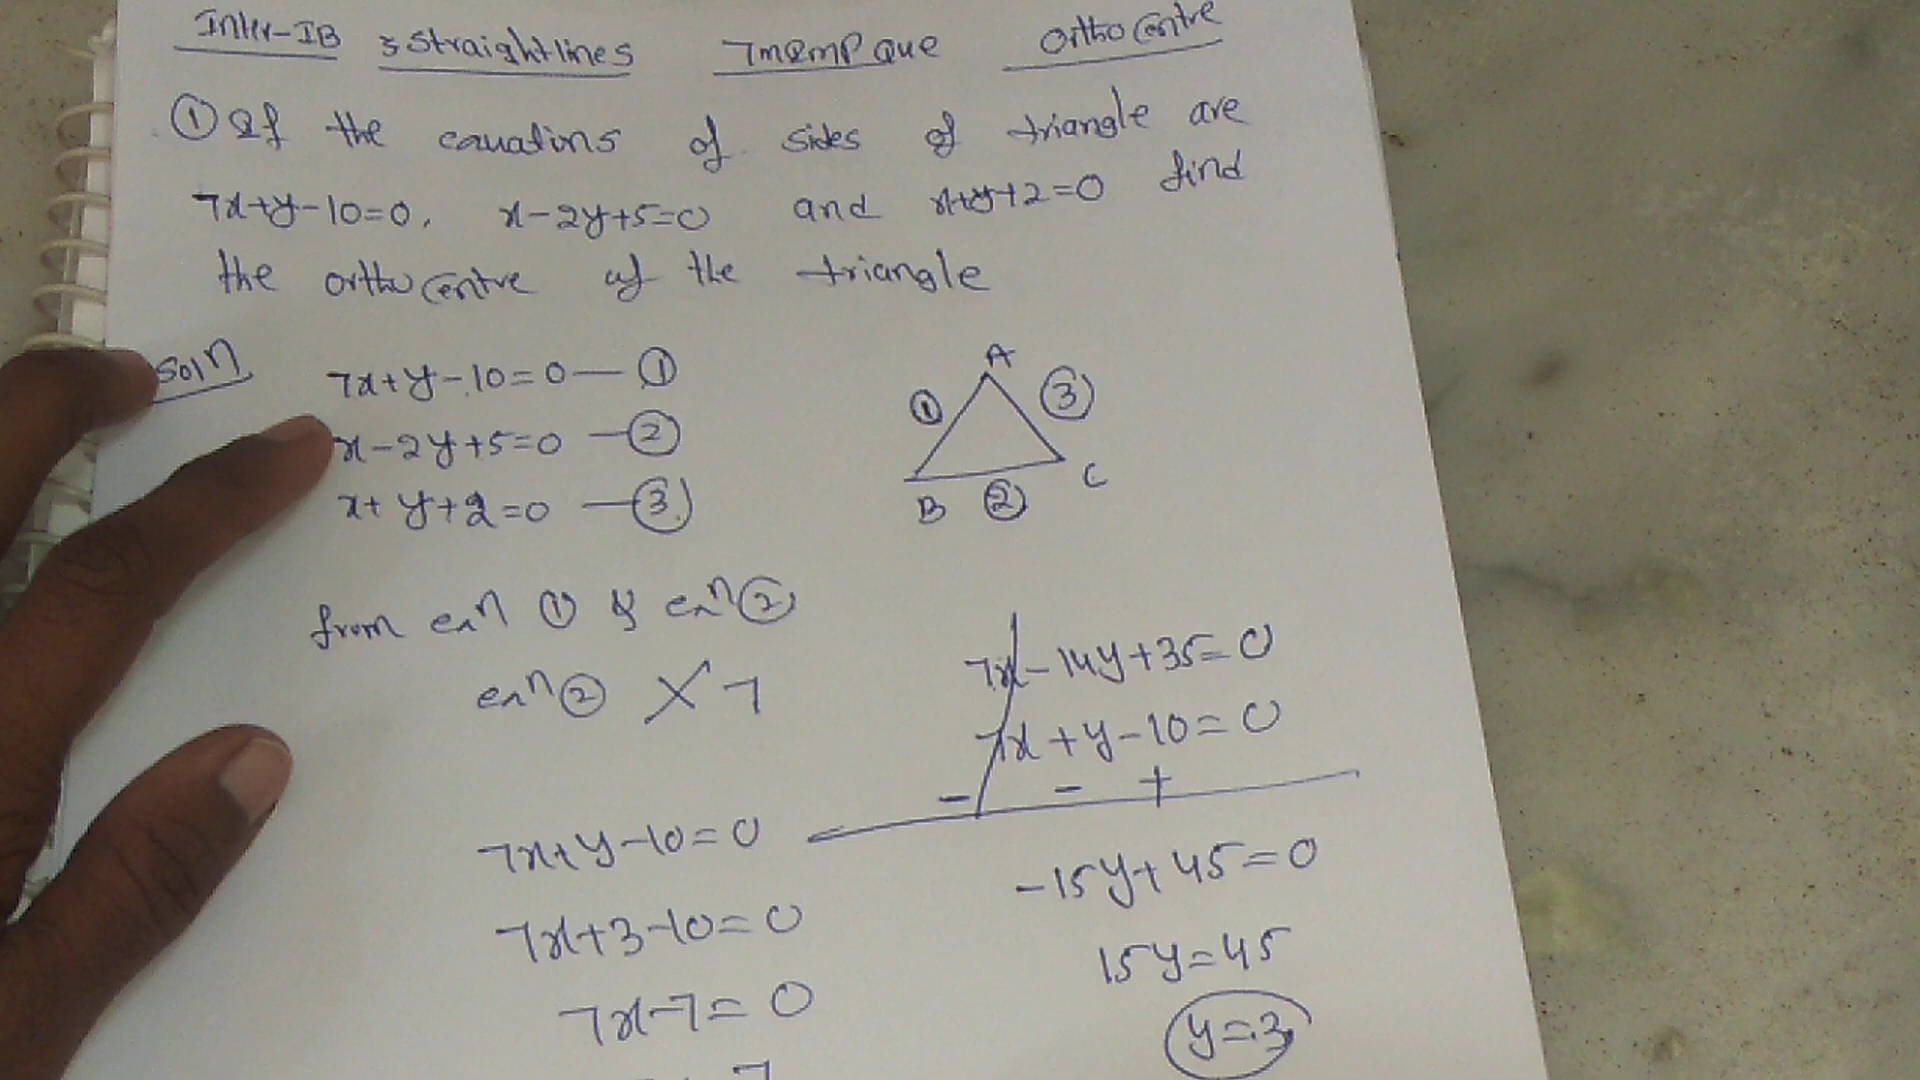 Inter-IB
3 Straightlines
7m Imp Que
Ortho Centre
① If the equations of sides of triangle are
7x+y-10=0, x-2y+5=0 and x+y+2=0 find
the orthocentre of the triangle
Soln
7x+y-10=0 — ①
x-2y+5=0 — ②
x+y+2=0 — ③
A
① ③
B ② C
from eqn ① & eqn ②
eqn ② × 7
7x-14y+35=0
7x+y-10=0
- - +
-15y+45=0
15y=45
y=3
7x+y-10=0
7x+3-10=0
7x-7=0